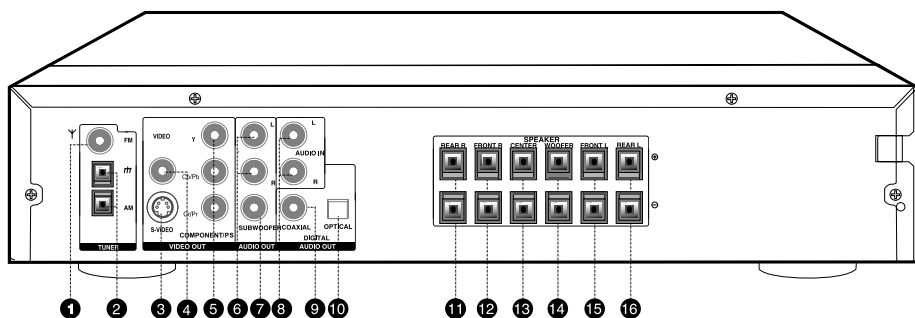 SPEAKER
REAR R FRONT R CENTER WOOFER FRONT L REAR L
L L
FM VIDEO Y
AUDIO IN
Cb/Pb
R R
AM
Cr/Pr
S-VIDEO SUBWOOFER COAXIAL OPTICAL
COMPONENT/PS DIGITAL
TUNER VIDEO OUT AUDIO OUT AUDIO OUT
1 2 3 4 5 6 7 8 9 10 11 12 13 14 15 16